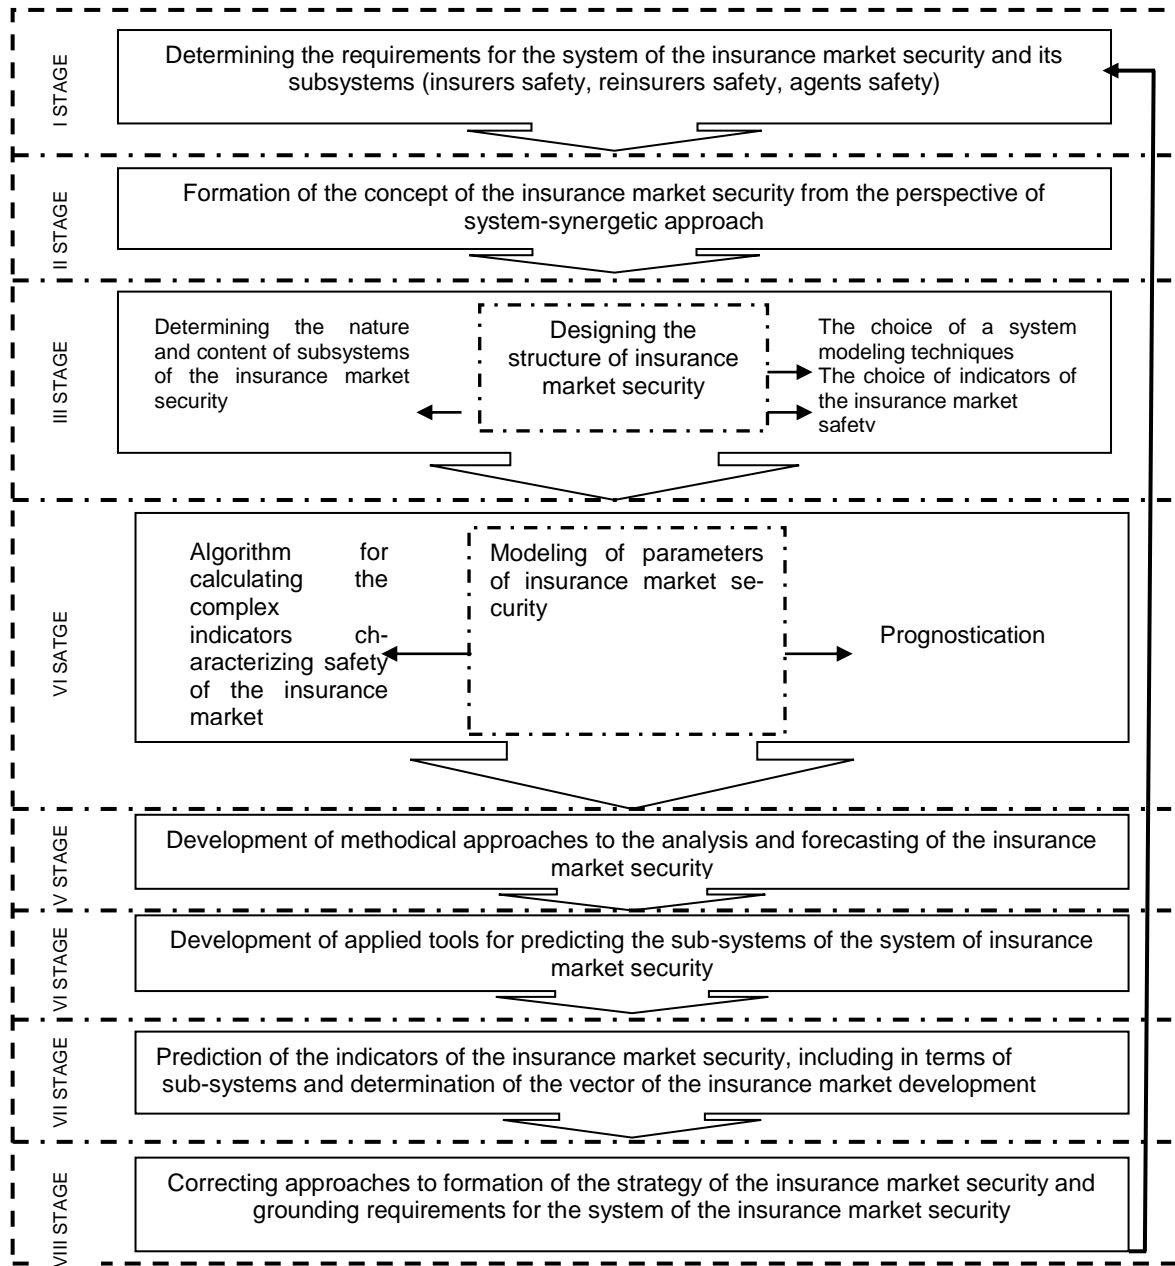 I STAGE
Determining the requirements for the system of the insurance market security and its
subsystems (insurers safety, reinsurers safety, agents safety)
II STAGE
Formation of the concept of the insurance market security from the perspective of
system-synergetic approach
III STAGE
Determining the nature
and content of subsystems
of the insurance market
security
Designing the
structure of insurance
market security
The choice of a system
modeling techniques
The choice of indicators of
the insurance market
safety
VI SATGE
Algorithm for
calculating the
complex
indicators ch-
aracterizing safety
of the insurance
market
Modeling of parameters
of insurance market se-
curity
Prognostication
V STAGE
Development of methodical approaches to the analysis and forecasting of the insurance
market security
VI STAGE
Development of applied tools for predicting the sub-systems of the system of insurance
market security
VII STAGE
Prediction of the indicators of the insurance market security, including in terms of
sub-systems and determination of the vector of the insurance market development
VIII STAGE
Correcting approaches to formation of the strategy of the insurance market security and
grounding requirements for the system of the insurance market security